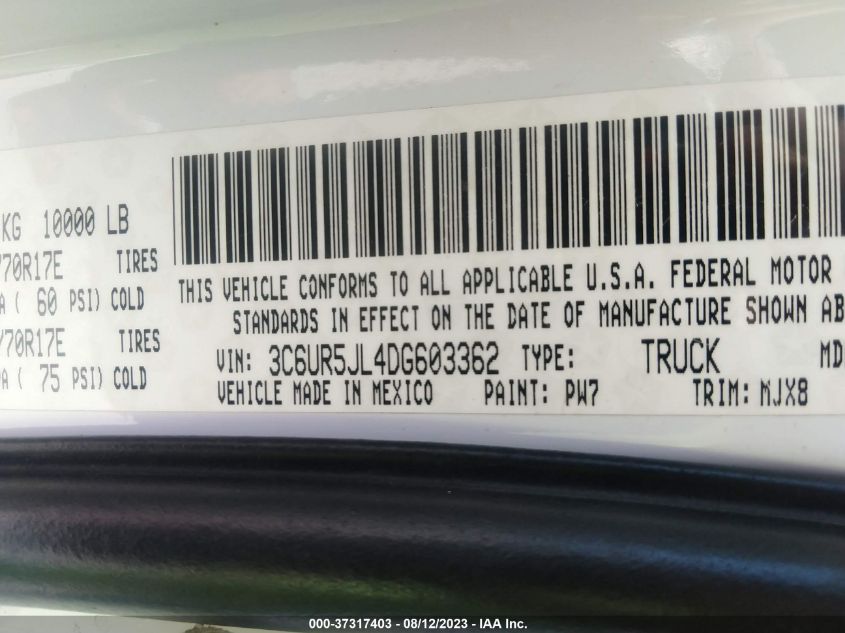 KG 10000 LB
70R17E TIRES
( 60 PSI) COLD
70R17E TIRES
( 75 PSI) COLD
THIS VEHICLE CONFORMS TO ALL APPLICABLE U.S.A. FEDERAL MOTOR
STANDARDS IN EFFECT ON THE DATE OF MANUFACTURE SHOWN AB
VIN: 3C6UR5JL4DG603362 TYPE: TRUCK MD
VEHICLE MADE IN MEXICO PAINT: PW7 TRIM: MJX8
000-37317403 - 08/12/2023 - IAA Inc.